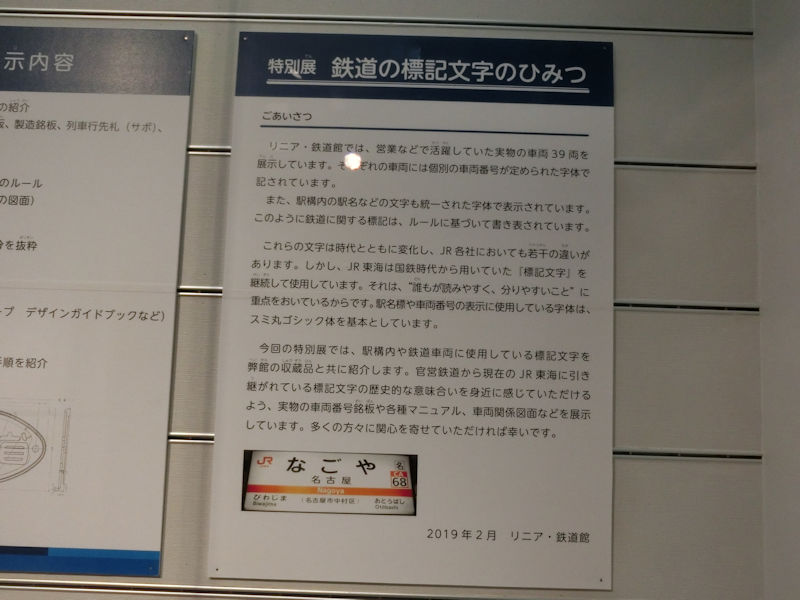 示内容
の紹介
製造銘板、列車行先札（サボ）、
のルール
の図面）
分を抜粋
デザインガイドブックなど）
手順を紹介
特別展 鉄道の標記文字のひみつ
ごあいさつ
リニア・鉄道館では、営業などで活躍していた実物の車両39両を
展示しています。それぞれの車両には個別の車両番号が定められた字体で
記されています。
また、駅構内の駅名などの文字も統一された字体で表示されています。
このように鉄道に関する標記は、ルールに基づいて書き表されています。
これらの文字は時代とともに変化し、JR各社においても若干の違いが
あります。しかし、JR東海は国鉄時代から用いていた『標記文字』を
継続して使用しています。それは、“誰もが読みやすく、分りやすいこと”に
重点をおいているからです。駅名標や車両番号の表示に使用している字体は、
スミ丸ゴシック体を基本としています。
今回の特別展では、駅構内や鉄道車両に使用している標記文字を
弊館の収蔵品と共に紹介します。官営鉄道から現在のJR東海に引き
継がれている標記文字の歴史的な意味合いを身近に感じていただける
よう、実物の車両番号銘板や各種マニュアル、車両関係図面などを展示
しています。多くの方々に関心を寄せていただければ幸いです。
JR なごや 名
名古屋 CA
68
Nagoya
びわじま （名古屋市中村区） おとうばし
Biwajima Otōbashi
2019年2月 リニア・鉄道館